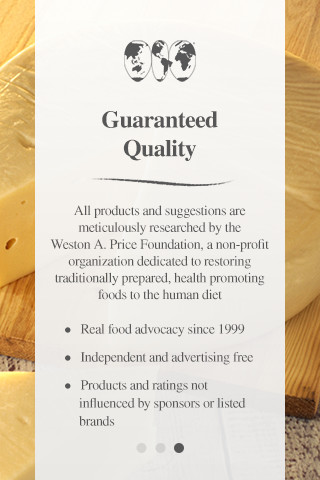 Guaranteed
Quality
All products and suggestions are
meticulously researched by the
Weston A. Price Foundation, a non-profit
organization dedicated to restoring
traditionally prepared, health promoting
foods to the human diet
• Real food advocacy since 1999
• Independent and advertising free
• Products and ratings not
influenced by sponsors or listed
brands